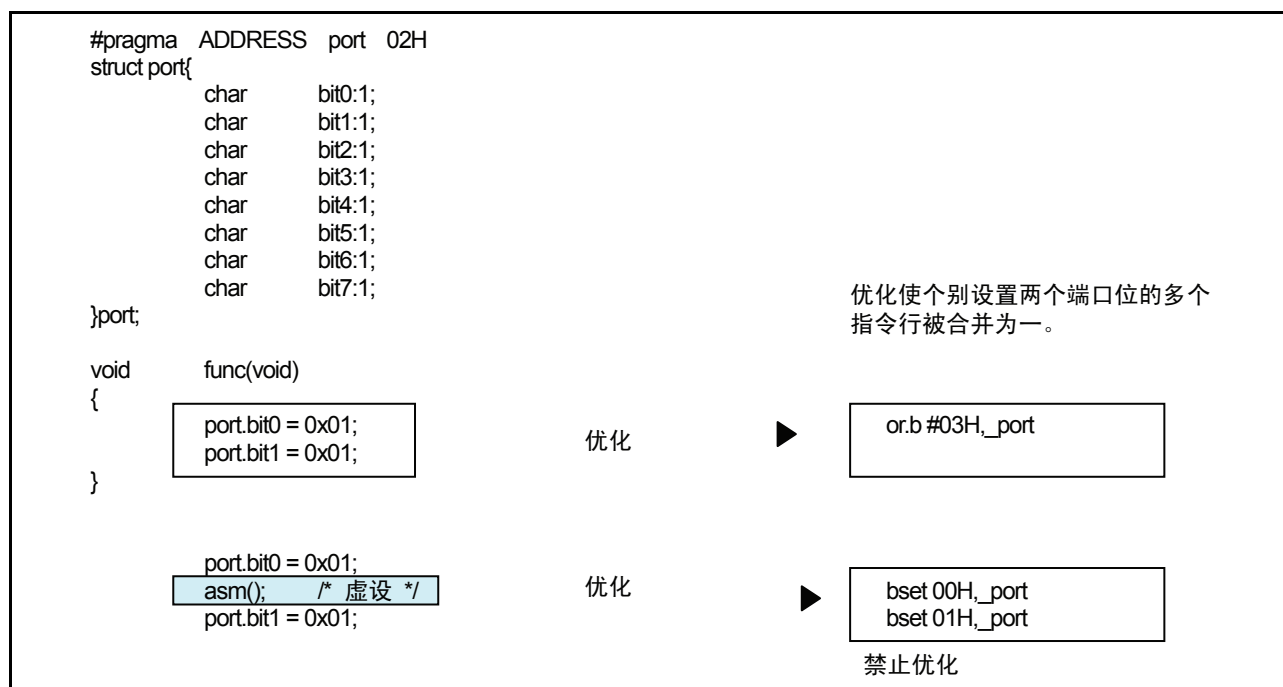 #pragma ADDRESS port 02H
struct port{
char bit0:1;
char bit1:1;
char bit2:1;
char bit3:1;
char bit4:1;
char bit5:1;
char bit6:1;
char bit7:1;
}port;
优化使个别设置两个端口位的多个
指令行被合并为一。
void func(void)
{
port.bit0 = 0x01;
port.bit1 = 0x01;
}
优化
or.b #03H,_port
port.bit0 = 0x01;
asm(); /* 虚设 */
port.bit1 = 0x01;
优化
bset 00H,_port
bset 01H,_port
禁止优化